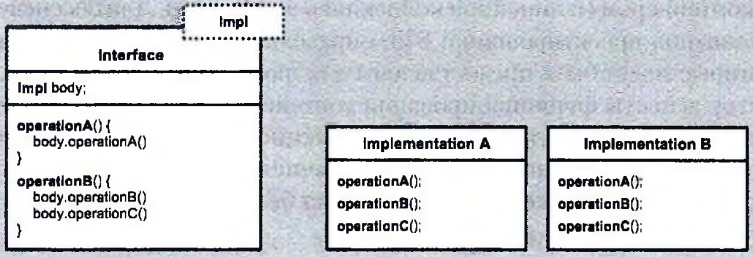 Impl
Interface
Impl body;
operationA() {
body.operationA()
}
operationB() {
body.operationB()
body.operationC()
}
Implementation A
operationA();
operationB();
operationC();
Implementation B
operationA();
operationB();
operationC();